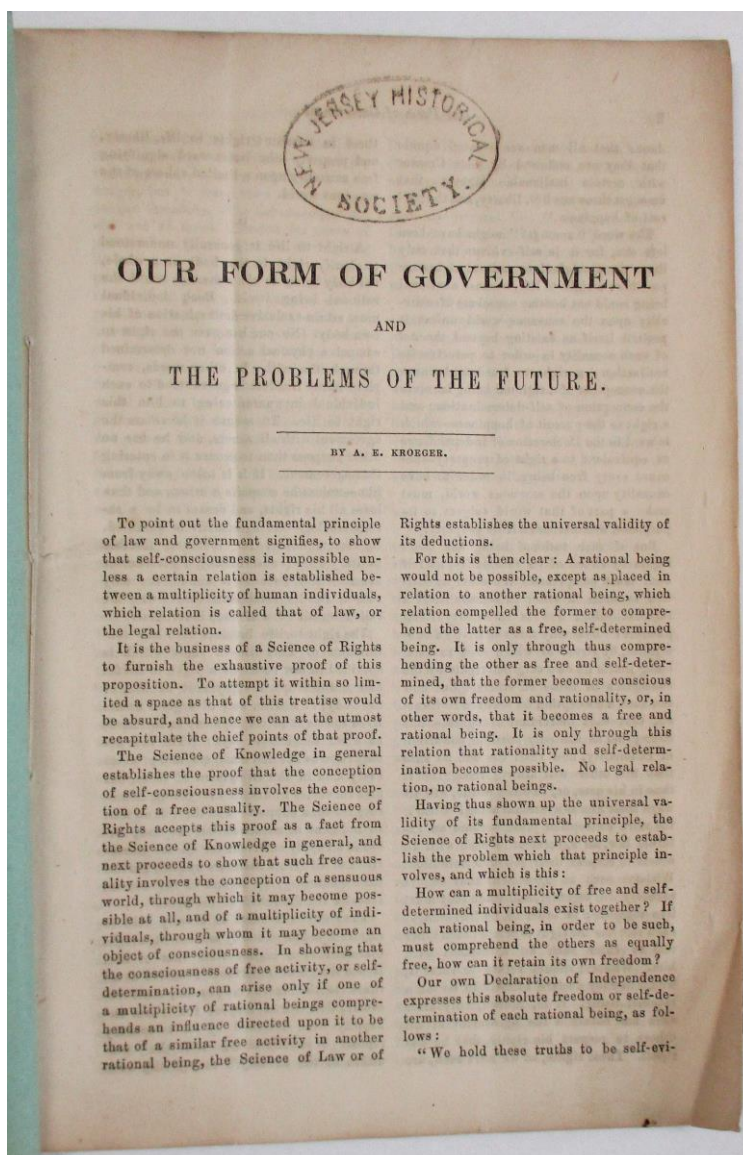 NEW JERSEY HISTORICAL
SOCIETY.
OUR FORM OF GOVERNMENT
AND
THE PROBLEMS OF THE FUTURE.
BY A. E. KROEGER.
To point out the fundamental principle
of law and government signifies, to show
that self-consciousness is impossible un-
less a certain relation is established be-
tween a multiplicity of human individuals,
which relation is called that of law, or
the legal relation.
It is the business of a Science of Rights
to furnish the exhaustive proof of this
proposition. To attempt it within so lim-
ited a space as that of this treatise would
be absurd, and hence we can at the utmost
recapitulate the chief points of that proof.
The Science of Knowledge in general
establishes the proof that the conception
of self-consciousness involves the concep-
tion of a free causality. The Science of
Rights accepts this proof as a fact from
the Science of Knowledge in general, and
next proceeds to show that such free caus-
ality involves the conception of a sensuous
world, through which it may become pos-
sible at all, and of a multiplicity of indi-
viduals, through whom it may become an
object of consciousness. In showing that
the consciousness of free activity, or self-
determination, can arise only if one of
a multiplicity of rational beings compre-
hends an influence directed upon it to be
that of a similar free activity in another
rational being, the Science of Law or of
Rights establishes the universal validity of
its deductions.
For this is then clear: A rational being
would not be possible, except as placed in
relation to another rational being, which
relation compelled the former to compre-
hend the latter as a free, self-determined
being. It is only through thus compre-
hending the other as free and self-deter-
mined, that the former becomes conscious
of its own freedom and rationality, or, in
other words, that it becomes a free and
rational being. It is only through this
relation that rationality and self-determ-
ination becomes possible. No legal rela-
tion, no rational beings.
Having thus shown up the universal va-
lidity of its fundamental principle, the
Science of Rights next proceeds to estab-
lish the problem which that principle in-
volves, and which is this:
How can a multiplicity of free and self-
determined individuals exist together? If
each rational being, in order to be such,
must comprehend the others as equally
free, how can it retain its own freedom?
Our own Declaration of Independence
expresses this absolute freedom or self-de-
termination of each rational being, as fol-
lows:
"We hold these truths to be self-evi-